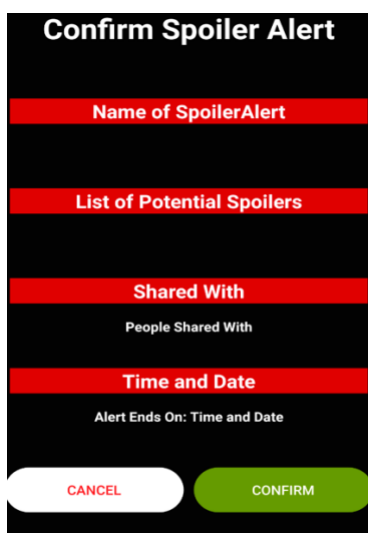 Confirm Spoiler Alert
Name of SpoilerAlert
List of Potential Spoilers
Shared With
People Shared With
Time and Date
Alert Ends On: Time and Date
CANCEL
CONFIRM